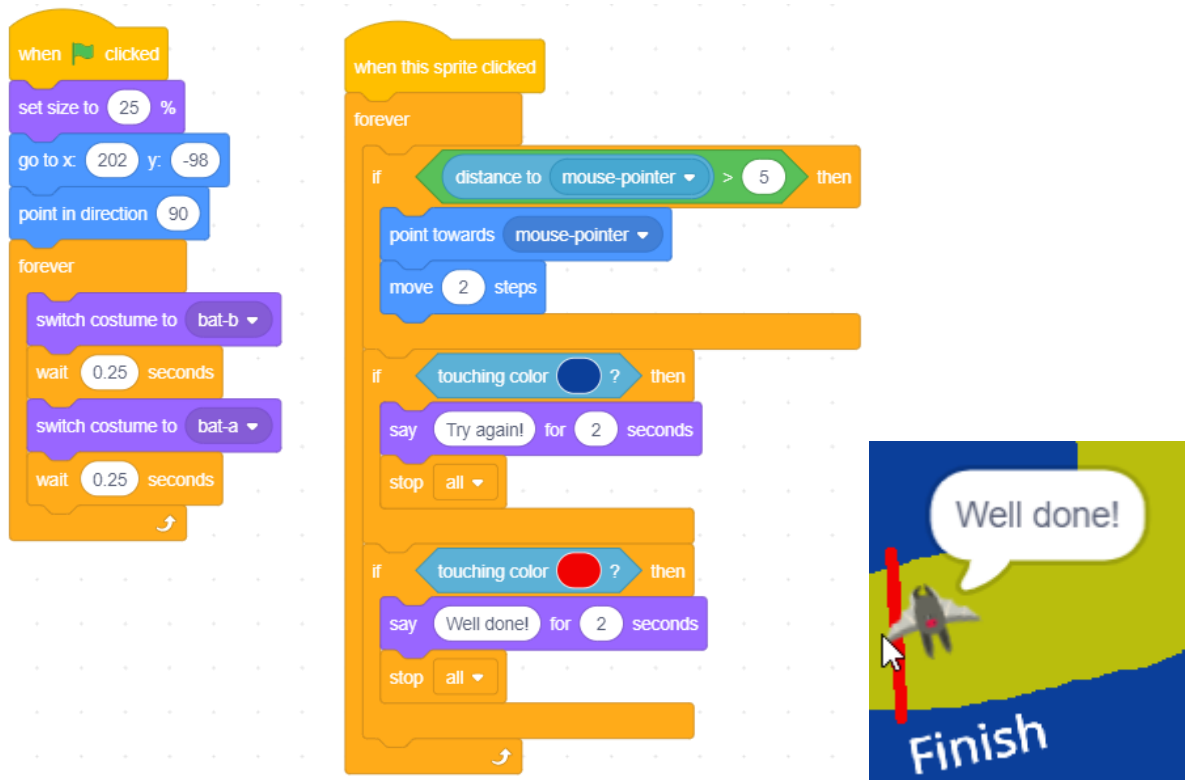 when clicked
set size to 25 %
go to x: 202 y: -98
point in direction 90
forever
switch costume to bat-b
wait 0.25 seconds
switch costume to bat-a
wait 0.25 seconds
when this sprite clicked
forever
if distance to mouse-pointer > 5 then
point towards mouse-pointer
move 2 steps
if touching color ? then
say Try again! for 2 seconds
stop all
if touching color ? then
say Well done! for 2 seconds
stop all
Well done!
Finish